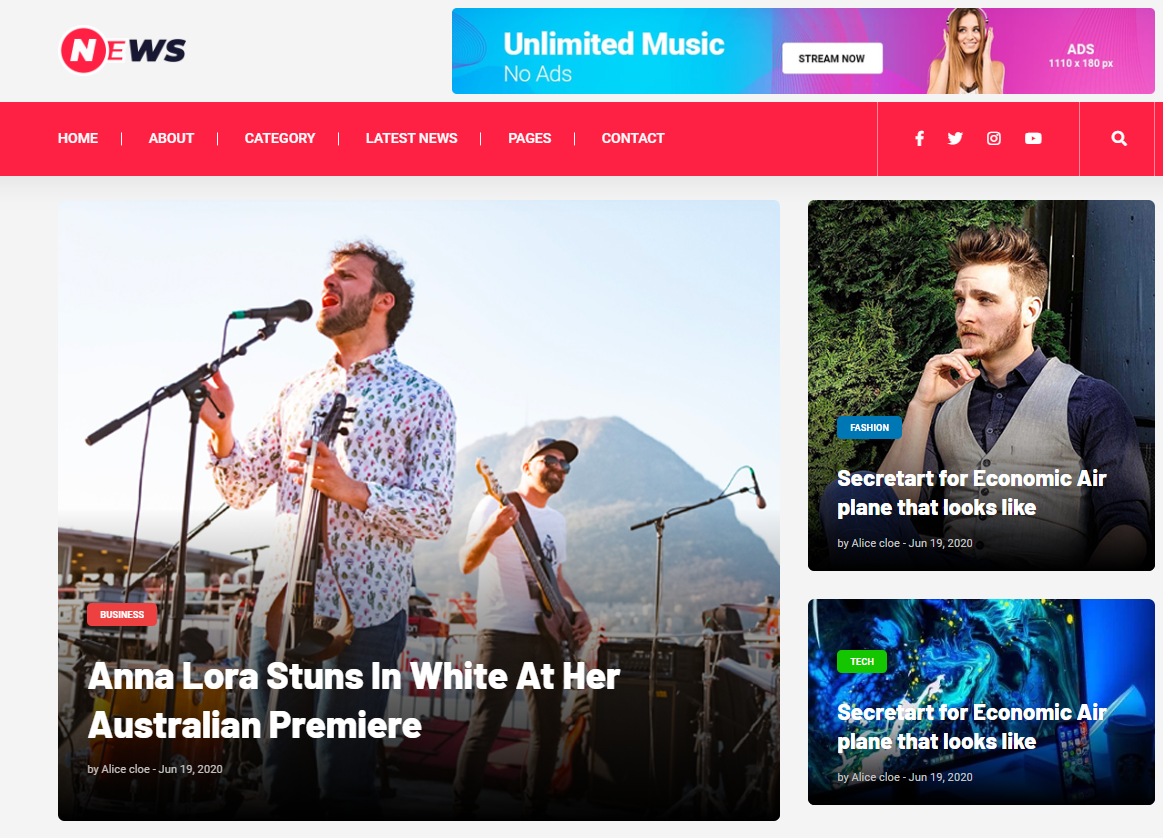 NEWS
Unlimited Music
No Ads
STREAM NOW
ADS
1110 x 180 px
HOME | ABOUT | CATEGORY | LATEST NEWS | PAGES | CONTACT
BUSINESS
Anna Lora Stuns In White At Her
Australian Premiere
by Alice cloe - Jun 19, 2020
FASHION
Secretart for Economic Air
plane that looks like
by Alice cloe - Jun 19, 2020
TECH
Secretart for Economic Air
plane that looks like
by Alice cloe - Jun 19, 2020